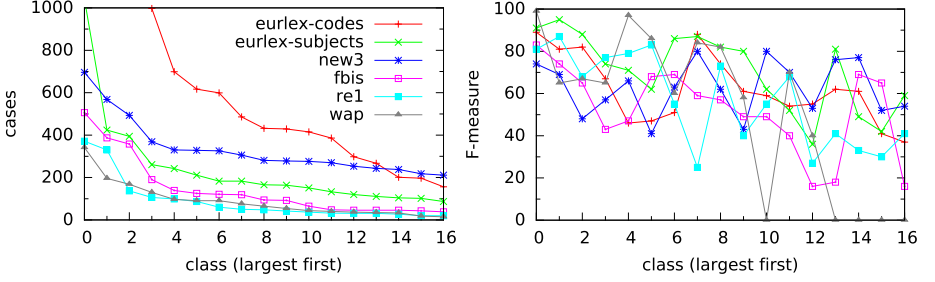 1000
800
600
400
200
0
cases
eurlex-codes
eurlex-subjects
new3
fbis
re1
wap
0 2 4 6 8 10 12 14 16
class (largest first)
100
80
60
40
20
0
F-measure
0 2 4 6 8 10 12 14 16
class (largest first)